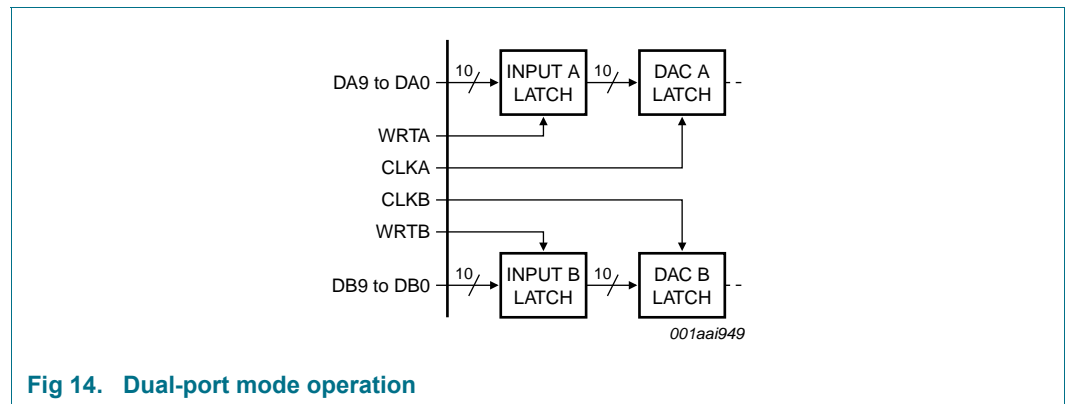 DA9 to DA0
10
INPUT A
LATCH
10
DAC A
LATCH
WRTA
CLKA
CLKB
WRTB
DB9 to DB0
10
INPUT B
LATCH
10
DAC B
LATCH
001aai949
Fig 14. Dual-port mode operation